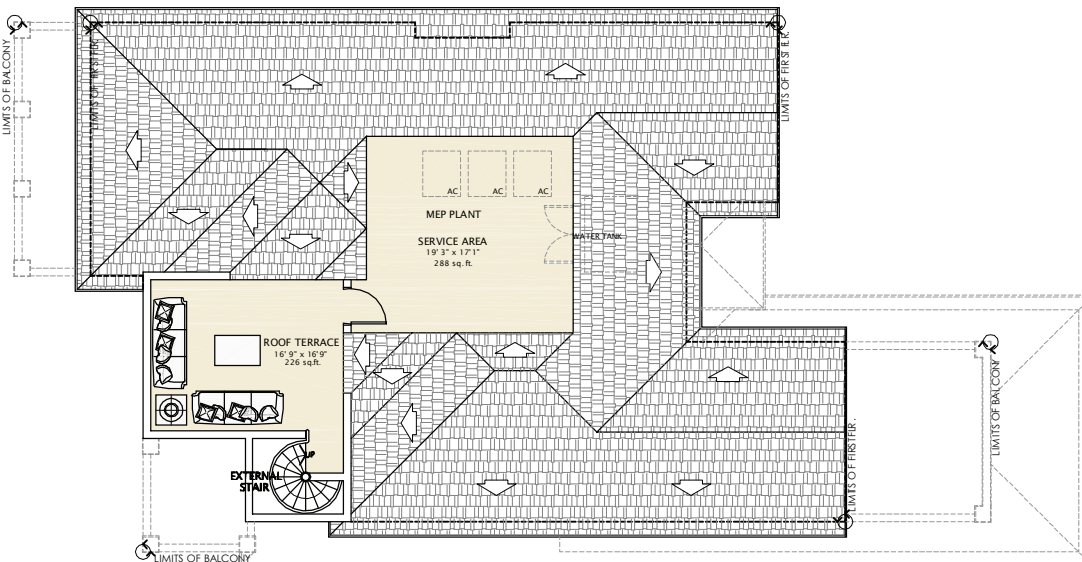 LIMITS OF BALCONY
LIMITS OF FIRST FLR.
LIMITS OF FIRST FLR.
AC
AC
AC
MEP PLANT
SERVICE AREA
19' 3" x 17'1"
288 sq.ft.
WATER TANK
ROOF TERRACE
16' 9" x 16'9"
226 sq.ft.
UP
EXTERNAL
STAIR
LIMITS OF FIRST FLR.
LIMITS OF BALCONY
LIMITS OF BALCONY